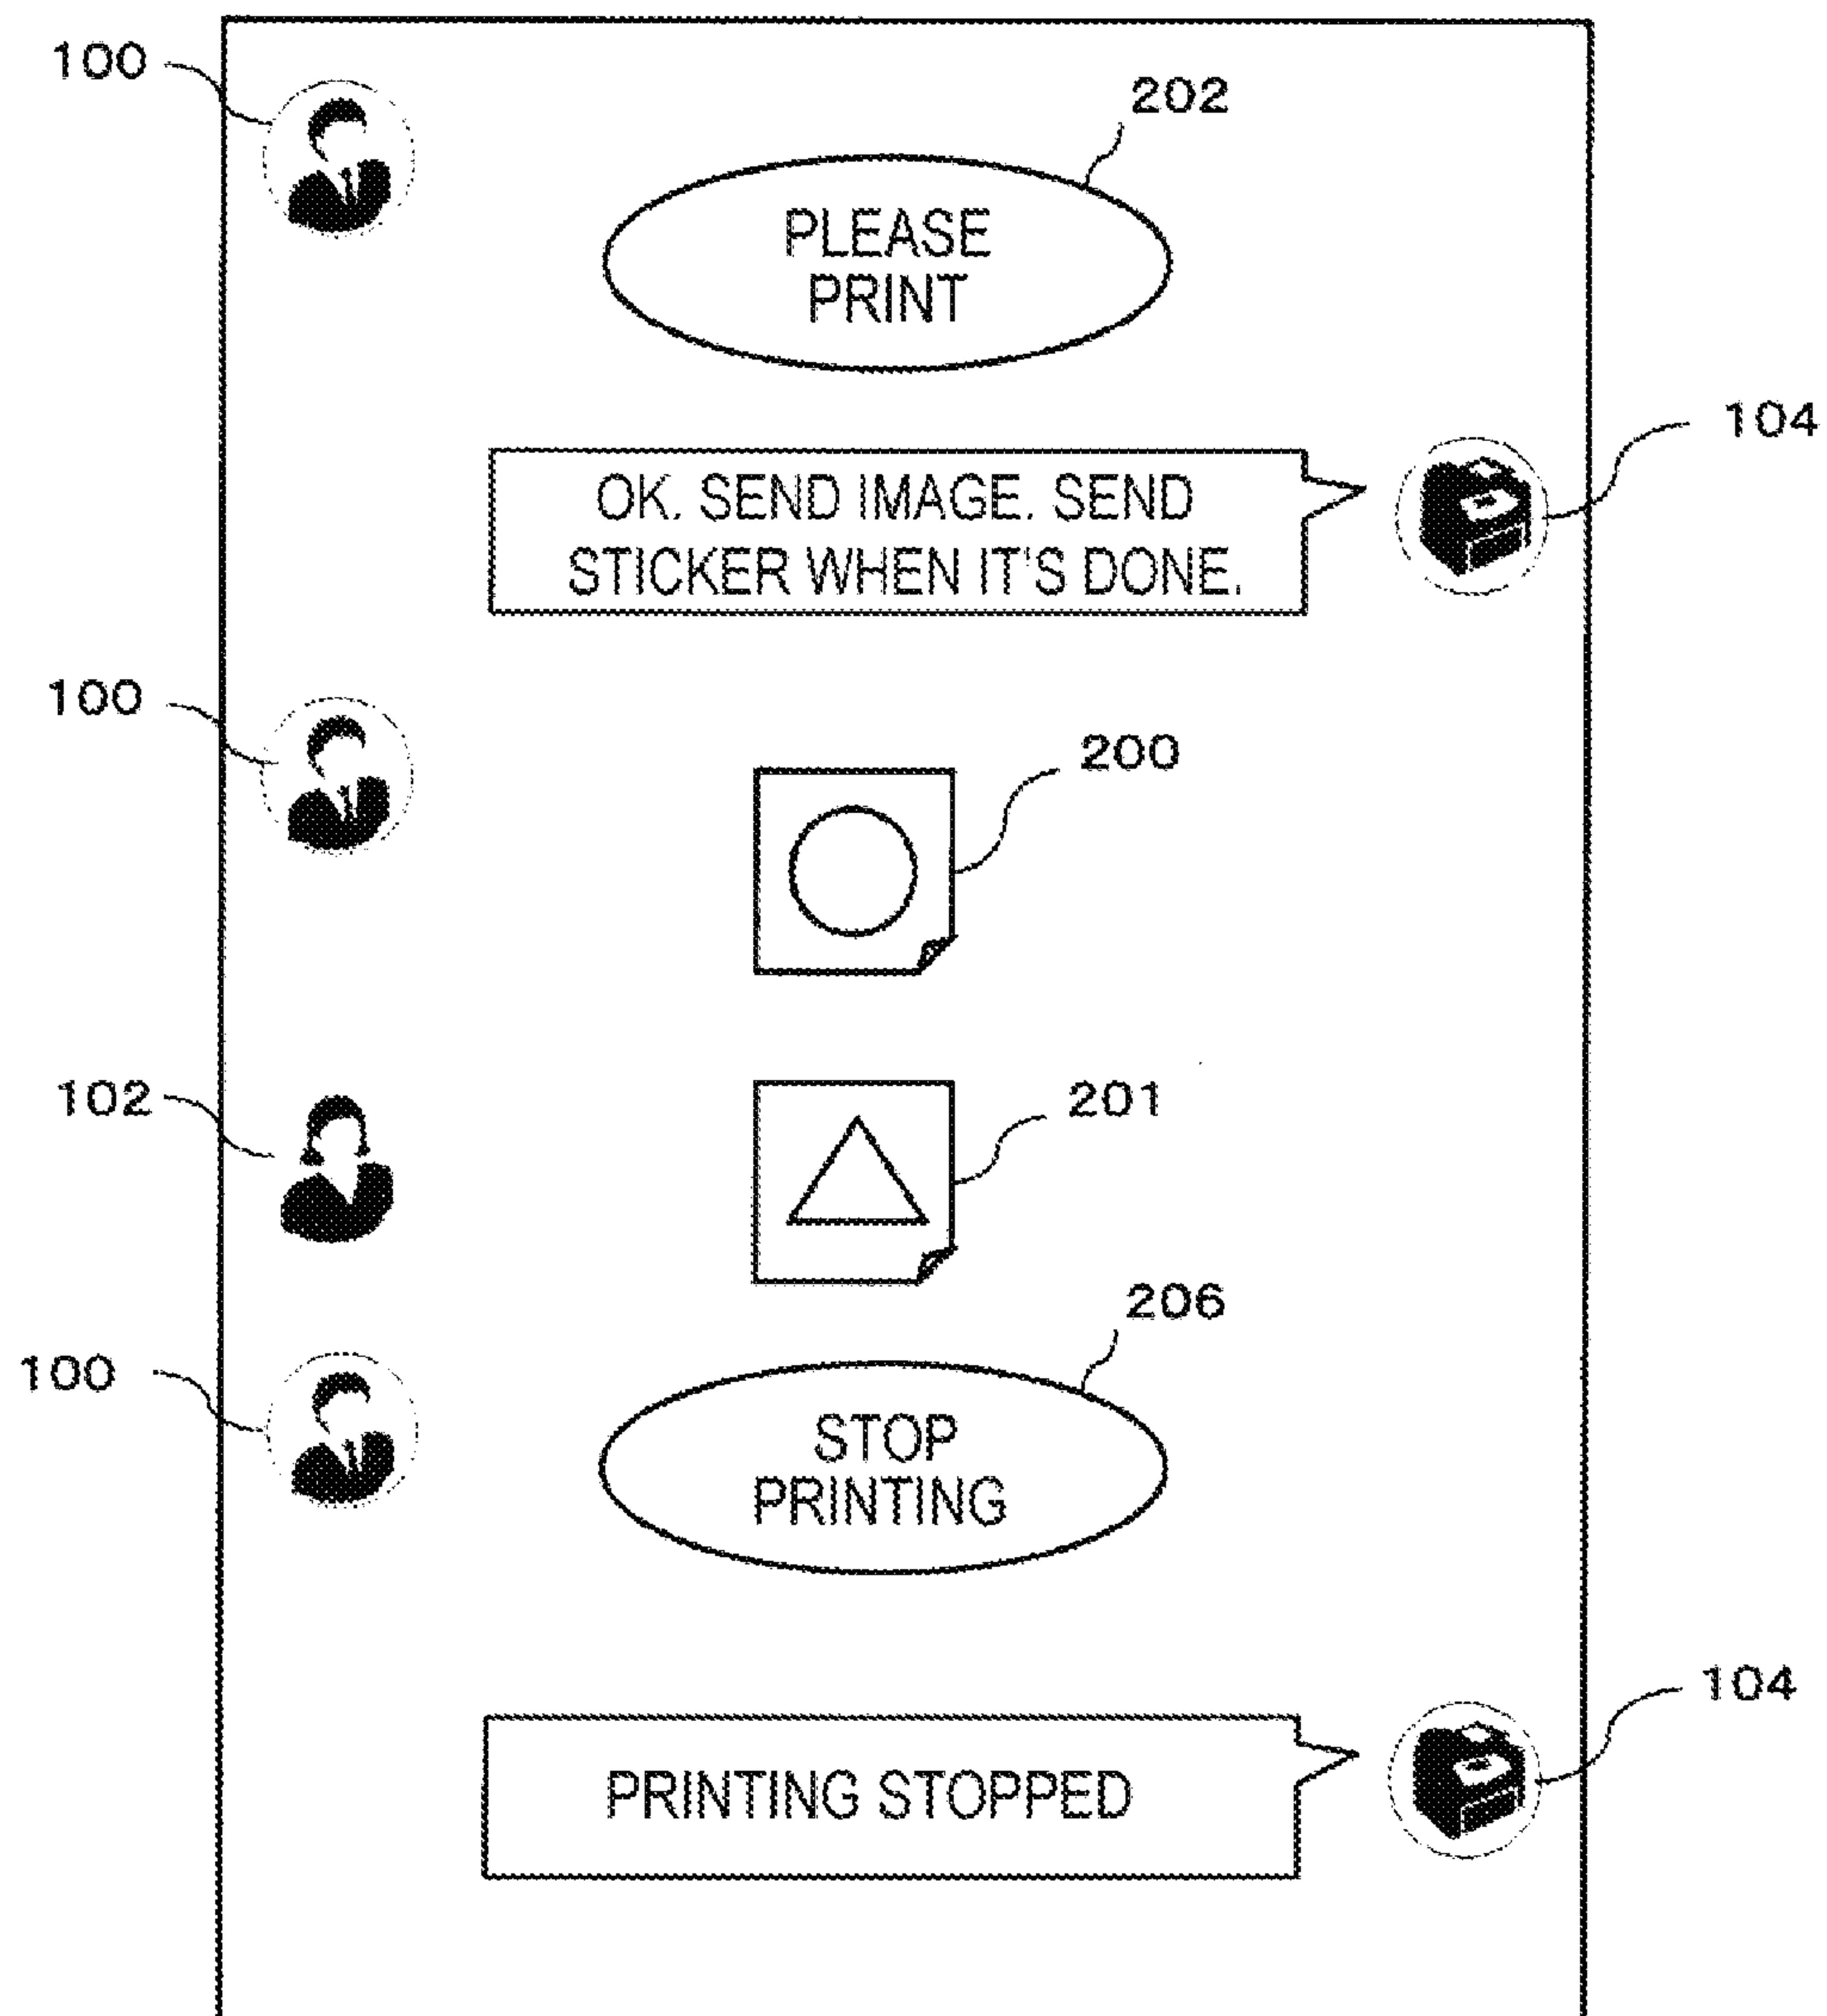 100
202
PLEASE
PRINT
104
OK. SEND IMAGE. SEND
STICKER WHEN IT'S DONE.
100
200
102
201
206
100
STOP
PRINTING
104
PRINTING STOPPED